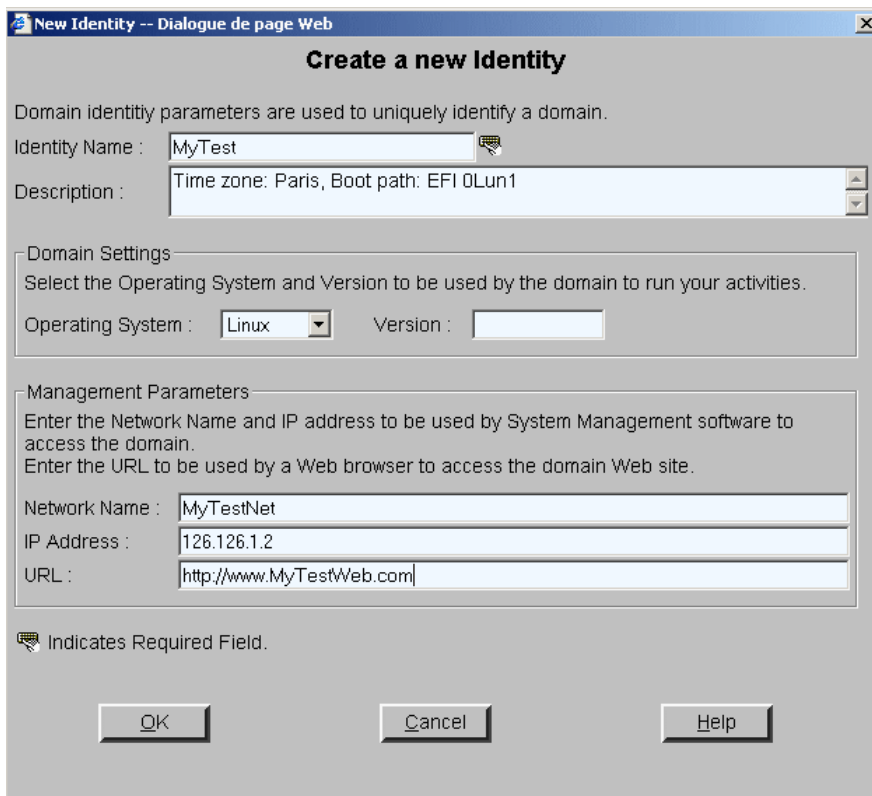 New Identity -- Dialogue de page Web
Create a new Identity
Domain identitiy parameters are used to uniquely identify a domain.
Identity Name : MyTest
Description : Time zone: Paris, Boot path: EFI 0Lun1
Domain Settings
Select the Operating System and Version to be used by the domain to run your activities.
Operating System : Linux Version :
Management Parameters
Enter the Network Name and IP address to be used by System Management software to
access the domain.
Enter the URL to be used by a Web browser to access the domain Web site.
Network Name : MyTestNet
IP Address : 126.126.1.2
URL : http://www.MyTestWeb.com
Indicates Required Field.
OK Cancel Help